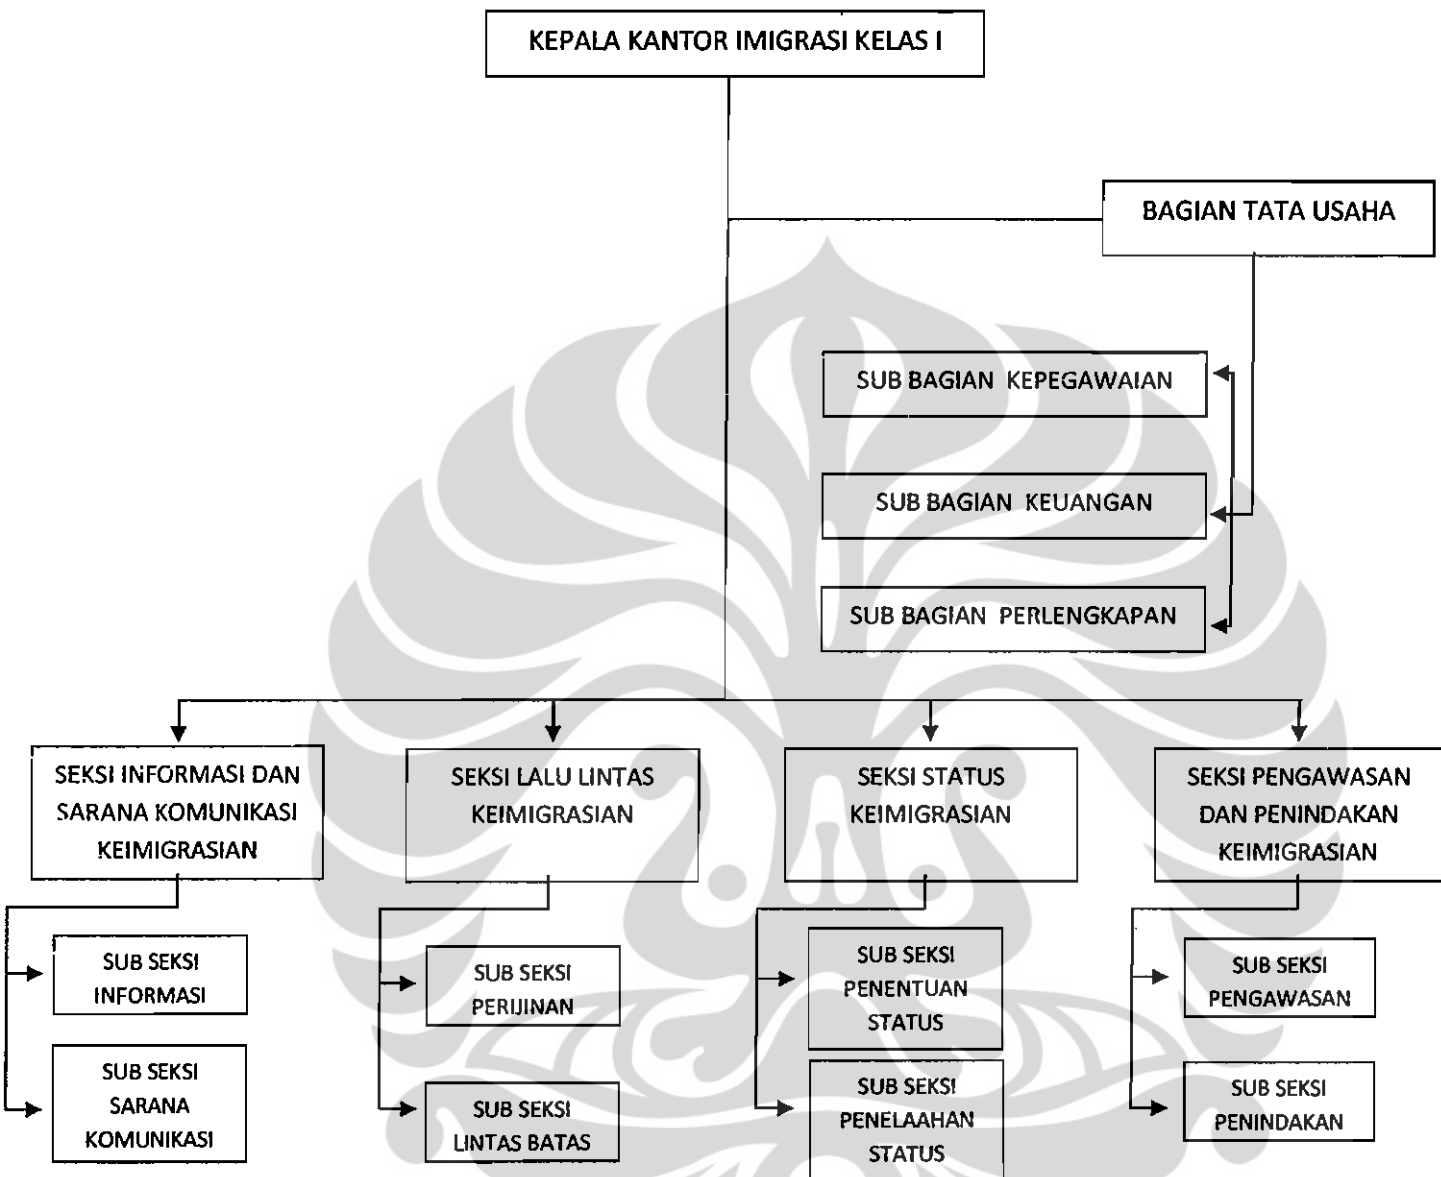 KEPALA KANTOR IMIGRASI KELAS I
BAGIAN TATA USAHA
SUB BAGIAN KEPEGAWAIAN
SUB BAGIAN KEUANGAN
SUB BAGIAN PERLENGKAPAN
SEKSI INFORMASI DAN
SARANA KOMUNIKASI
KEIMIGRASIAN
SEKSI LALU LINTAS
KEIMIGRASIAN
SEKSI STATUS
KEIMIGRASIAN
SEKSI PENGAWASAN
DAN PENINDAKAN
KEIMIGRASIAN
SUB SEKSI
INFORMASI
SUB SEKSI
PERIJINAN
SUB SEKSI
PENENTUAN
STATUS
SUB SEKSI
PENGAWASAN
SUB SEKSI
SARANA
KOMUNIKASI
SUB SEKSI
LINTAS BATAS
SUB SEKSI
PENELAAHAN
STATUS
SUB SEKSI
PENINDAKAN